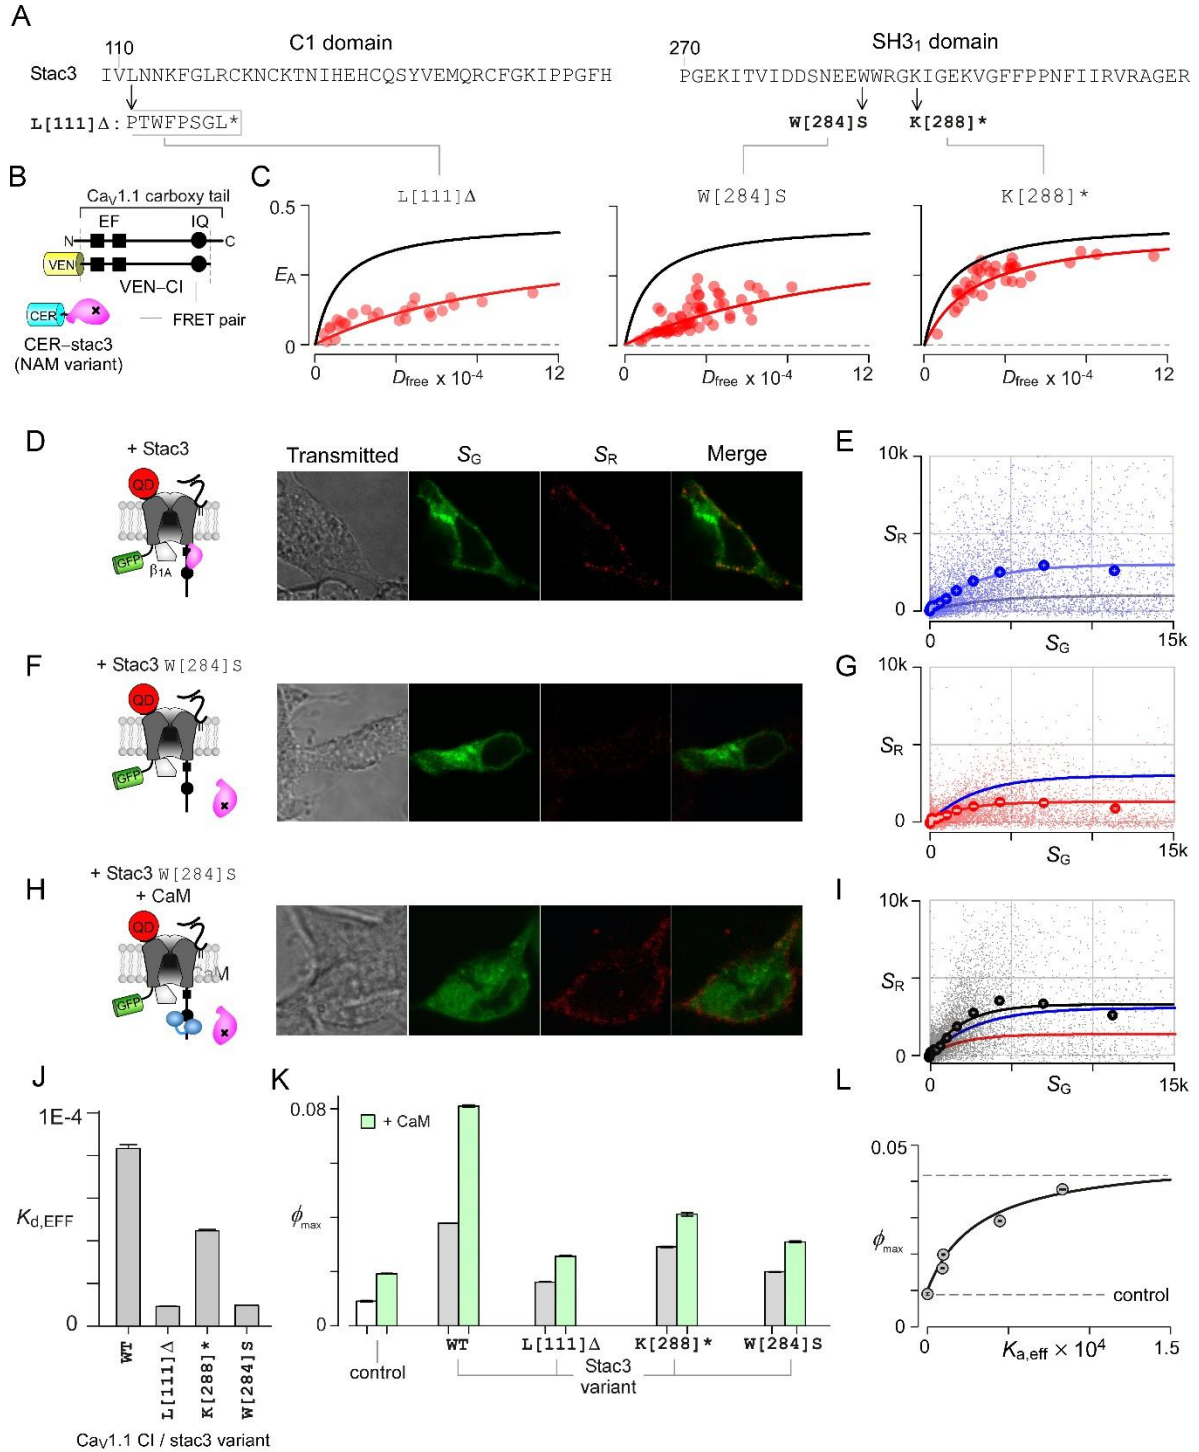 A
C1 domain
SH3₁ domain
110
270
Stac3
IVLNNKFGLRCKNCKTNIHEHCQSYVEMQRCFGKIPPGFH
PGEKITVIDDSNEEWWRGKIGEKVGFFPPNFIIRVRAGER
L[111]Δ: PTWFPSGL*
W[284]S
K[288]*
B
CaV1.1 carboxy tail
EF
IQ
N
C
VEN
VEN–CI
CER
FRET pair
CER–stac3
(NAM variant)
C
L[111]Δ
W[284]S
K[288]*
0.5
EA
0
0
12
Dfree x 10-4
0
12
Dfree x 10-4
0
12
Dfree x 10-4
D
+ Stac3
QD
GFP
β1A
Transmitted
SG
SR
Merge
E
10k
SR
0
0
15k
SG
F
+ Stac3 W[284]S
QD
GFP
G
10k
SR
0
0
15k
SG
H
+ Stac3 W[284]S
+ CaM
QD
CaM
GFP
I
10k
SR
0
0
15k
SG
J
1E-4
Kd,EFF
0
WT
L[111]Δ
K[288]*
W[284]S
CaV1.1 CI / stac3 variant
K
0.08
+ CaM
ϕmax
0
control
WT
L[111]Δ
K[288]*
W[284]S
Stac3
variant
L
0.05
ϕmax
control
0
0
1.5
Ka,eff × 10⁴